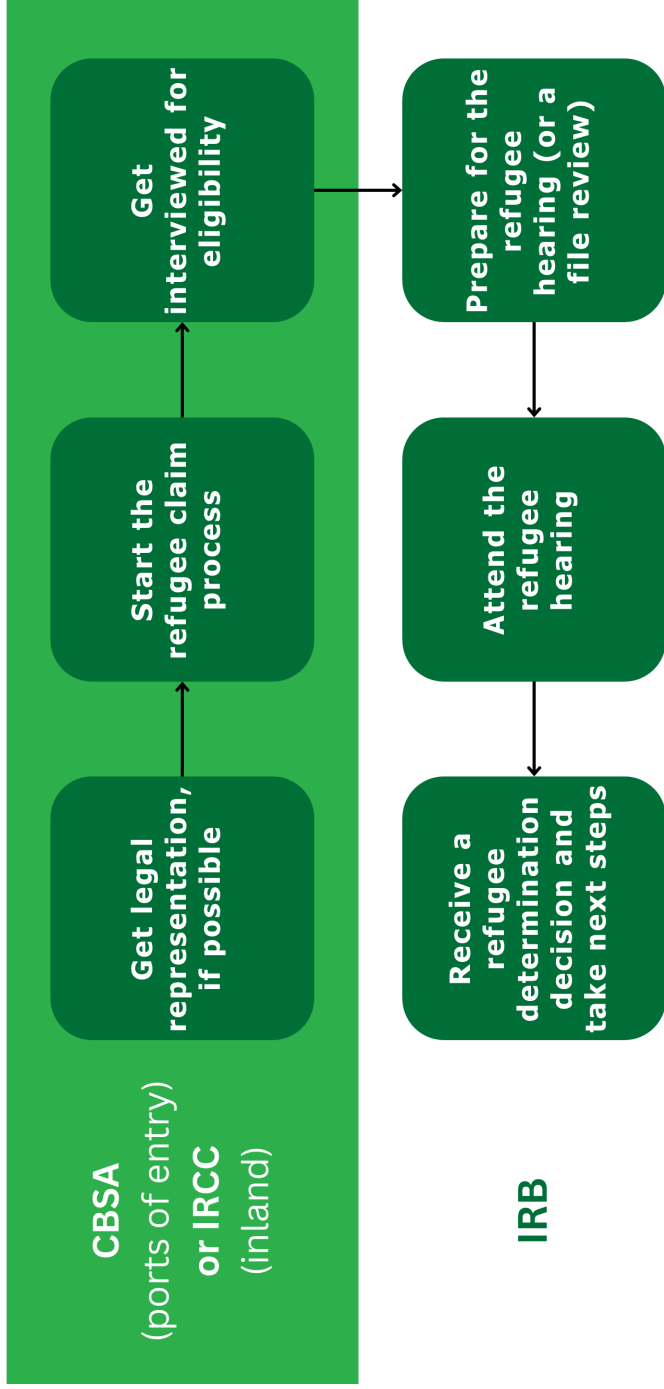 CBSA
(ports of entry)
or IRCC
(inland)
Get legal
representation,
if possible
Start the
refugee claim
process
Get
interviewed for
eligibility
IRB
Prepare for the
refugee
hearing (or a
file review)
Attend the
refugee
hearing
Receive a
refugee
determination
decision and
take next steps